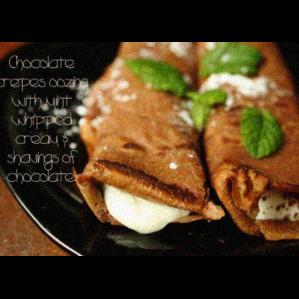 Chocolate
crepes oozing
with mint
whipped
cream &
shavings of
chocolate